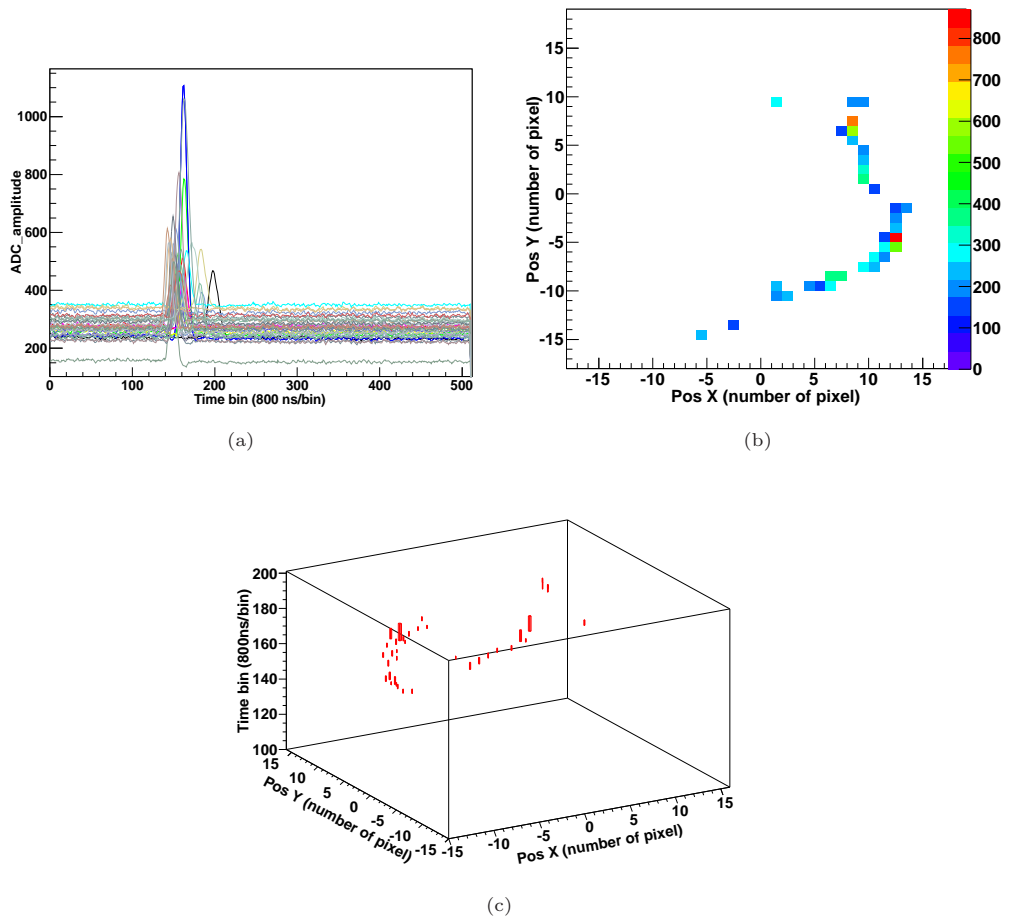 1000
800
600
400
200
ADC_amplitude
0 100 200 300 400 500
Time bin (800 ns/bin)
(a)
15
10
5
0
-5
-10
-15
Pos Y (number of pixel)
-15 -10 -5 0 5 10 15
Pos X (number of pixel)
800
700
600
500
400
300
200
100
0
(b)
200
180
160
140
120
100
Time bin (800ns/bin)
15 10 5 0 -5 -10 -15
Pos Y (number of pixel)
-15 -10 -5 0 5 10 15
Pos X (number of pixel)
(c)